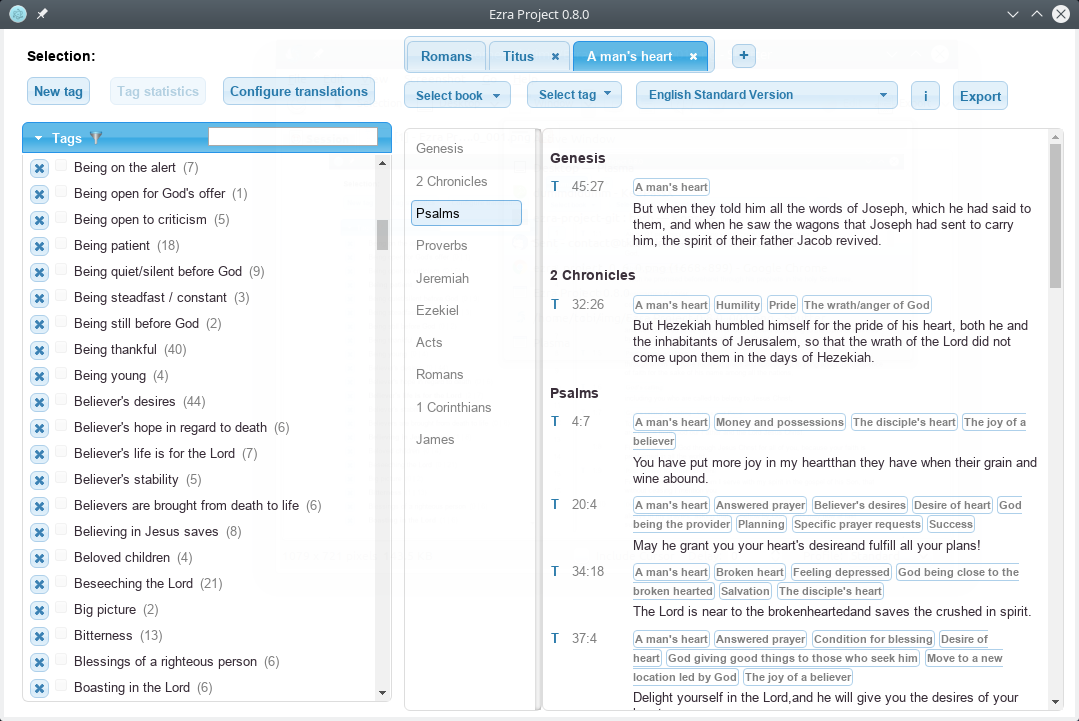 Ezra Project 0.8.0
Selection:
New tag
Tag statistics
Configure translations
Tags
Being on the alert (7)
Being open for God's offer (1)
Being open to criticism (5)
Being patient (18)
Being quiet/silent before God (9)
Being steadfast / constant (3)
Being still before God (2)
Being thankful (40)
Being young (4)
Believer's desires (44)
Believer's hope in regard to death (6)
Believer's life is for the Lord (7)
Believer's stability (5)
Believers are brought from death to life (6)
Believing in Jesus saves (8)
Beloved children (4)
Beseeching the Lord (21)
Big picture (2)
Bitterness (13)
Blessings of a righteous person (6)
Boasting in the Lord (6)
Romans
Titus
A man's heart
+
Select book
Select tag
English Standard Version
i
Export
Genesis
2 Chronicles
Psalms
Proverbs
Jeremiah
Ezekiel
Acts
Romans
1 Corinthians
James
Genesis
T 45:27 A man's heart
But when they told him all the words of Joseph, which he had said to
them, and when he saw the wagons that Joseph had sent to carry
him, the spirit of their father Jacob revived.
2 Chronicles
T 32:26 A man's heart Humility Pride The wrath/anger of God
But Hezekiah humbled himself for the pride of his heart, both he and
the inhabitants of Jerusalem, so that the wrath of the Lord did not
come upon them in the days of Hezekiah.
Psalms
T 4:7 A man's heart Money and possessions The disciple's heart The joy of a
believer
You have put more joy in my heartthan they have when their grain and
wine abound.
T 20:4 A man's heart Answered prayer Believer's desires Desire of heart God
being the provider Planning Specific prayer requests Success
May he grant you your heart's desireand fulfill all your plans!
T 34:18 A man's heart Broken heart Feeling depressed God being close to the
broken hearted Salvation The disciple's heart
The Lord is near to the brokenheartedand saves the crushed in spirit.
T 37:4 A man's heart Answered prayer Condition for blessing Desire of
heart God giving good things to those who seek him Move to a new
location led by God The joy of a believer
Delight yourself in the Lord,and he will give you the desires of your